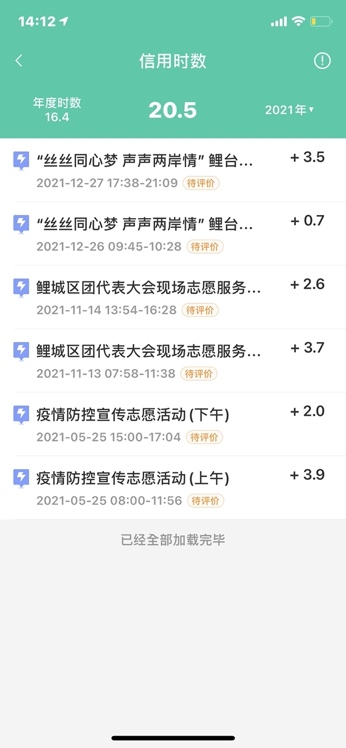 14:12
信用时数
年度时数
16.4
20.5
2021年
“丝丝同心梦 声声两岸情” 鲤台...
+ 3.5
2021-12-27 17:38-21:09 待评价
“丝丝同心梦 声声两岸情” 鲤台...
+ 0.7
2021-12-26 09:45-10:28 待评价
鲤城区团代表大会现场志愿服务...
+ 2.6
2021-11-14 13:54-16:28 待评价
鲤城区团代表大会现场志愿服务...
+ 3.7
2021-11-13 07:58-11:38 待评价
疫情防控宣传志愿活动 (下午)
+ 2.0
2021-05-25 15:00-17:04 待评价
疫情防控宣传志愿活动 (上午)
+ 3.9
2021-05-25 08:00-11:56 待评价
已经全部加载完毕